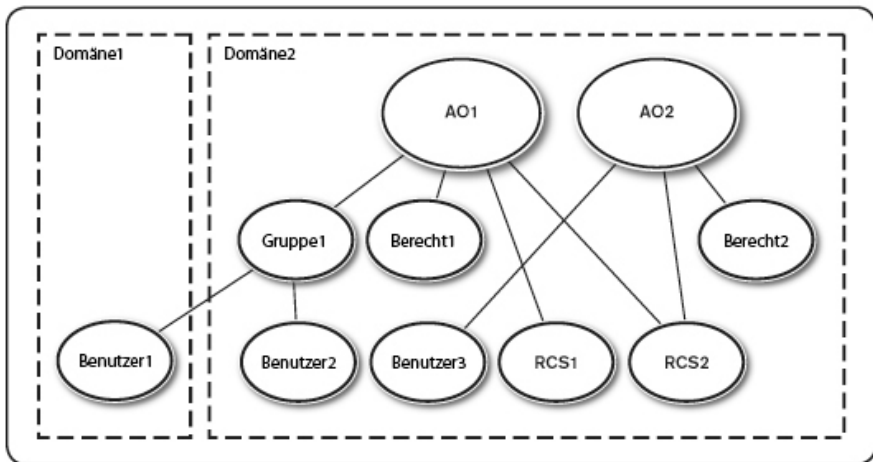 Domäne1
Domäne2
AO1
AO2
Gruppe1
Berecht1
Berecht2
Benutzer1
Benutzer2
Benutzer3
RCS1
RCS2